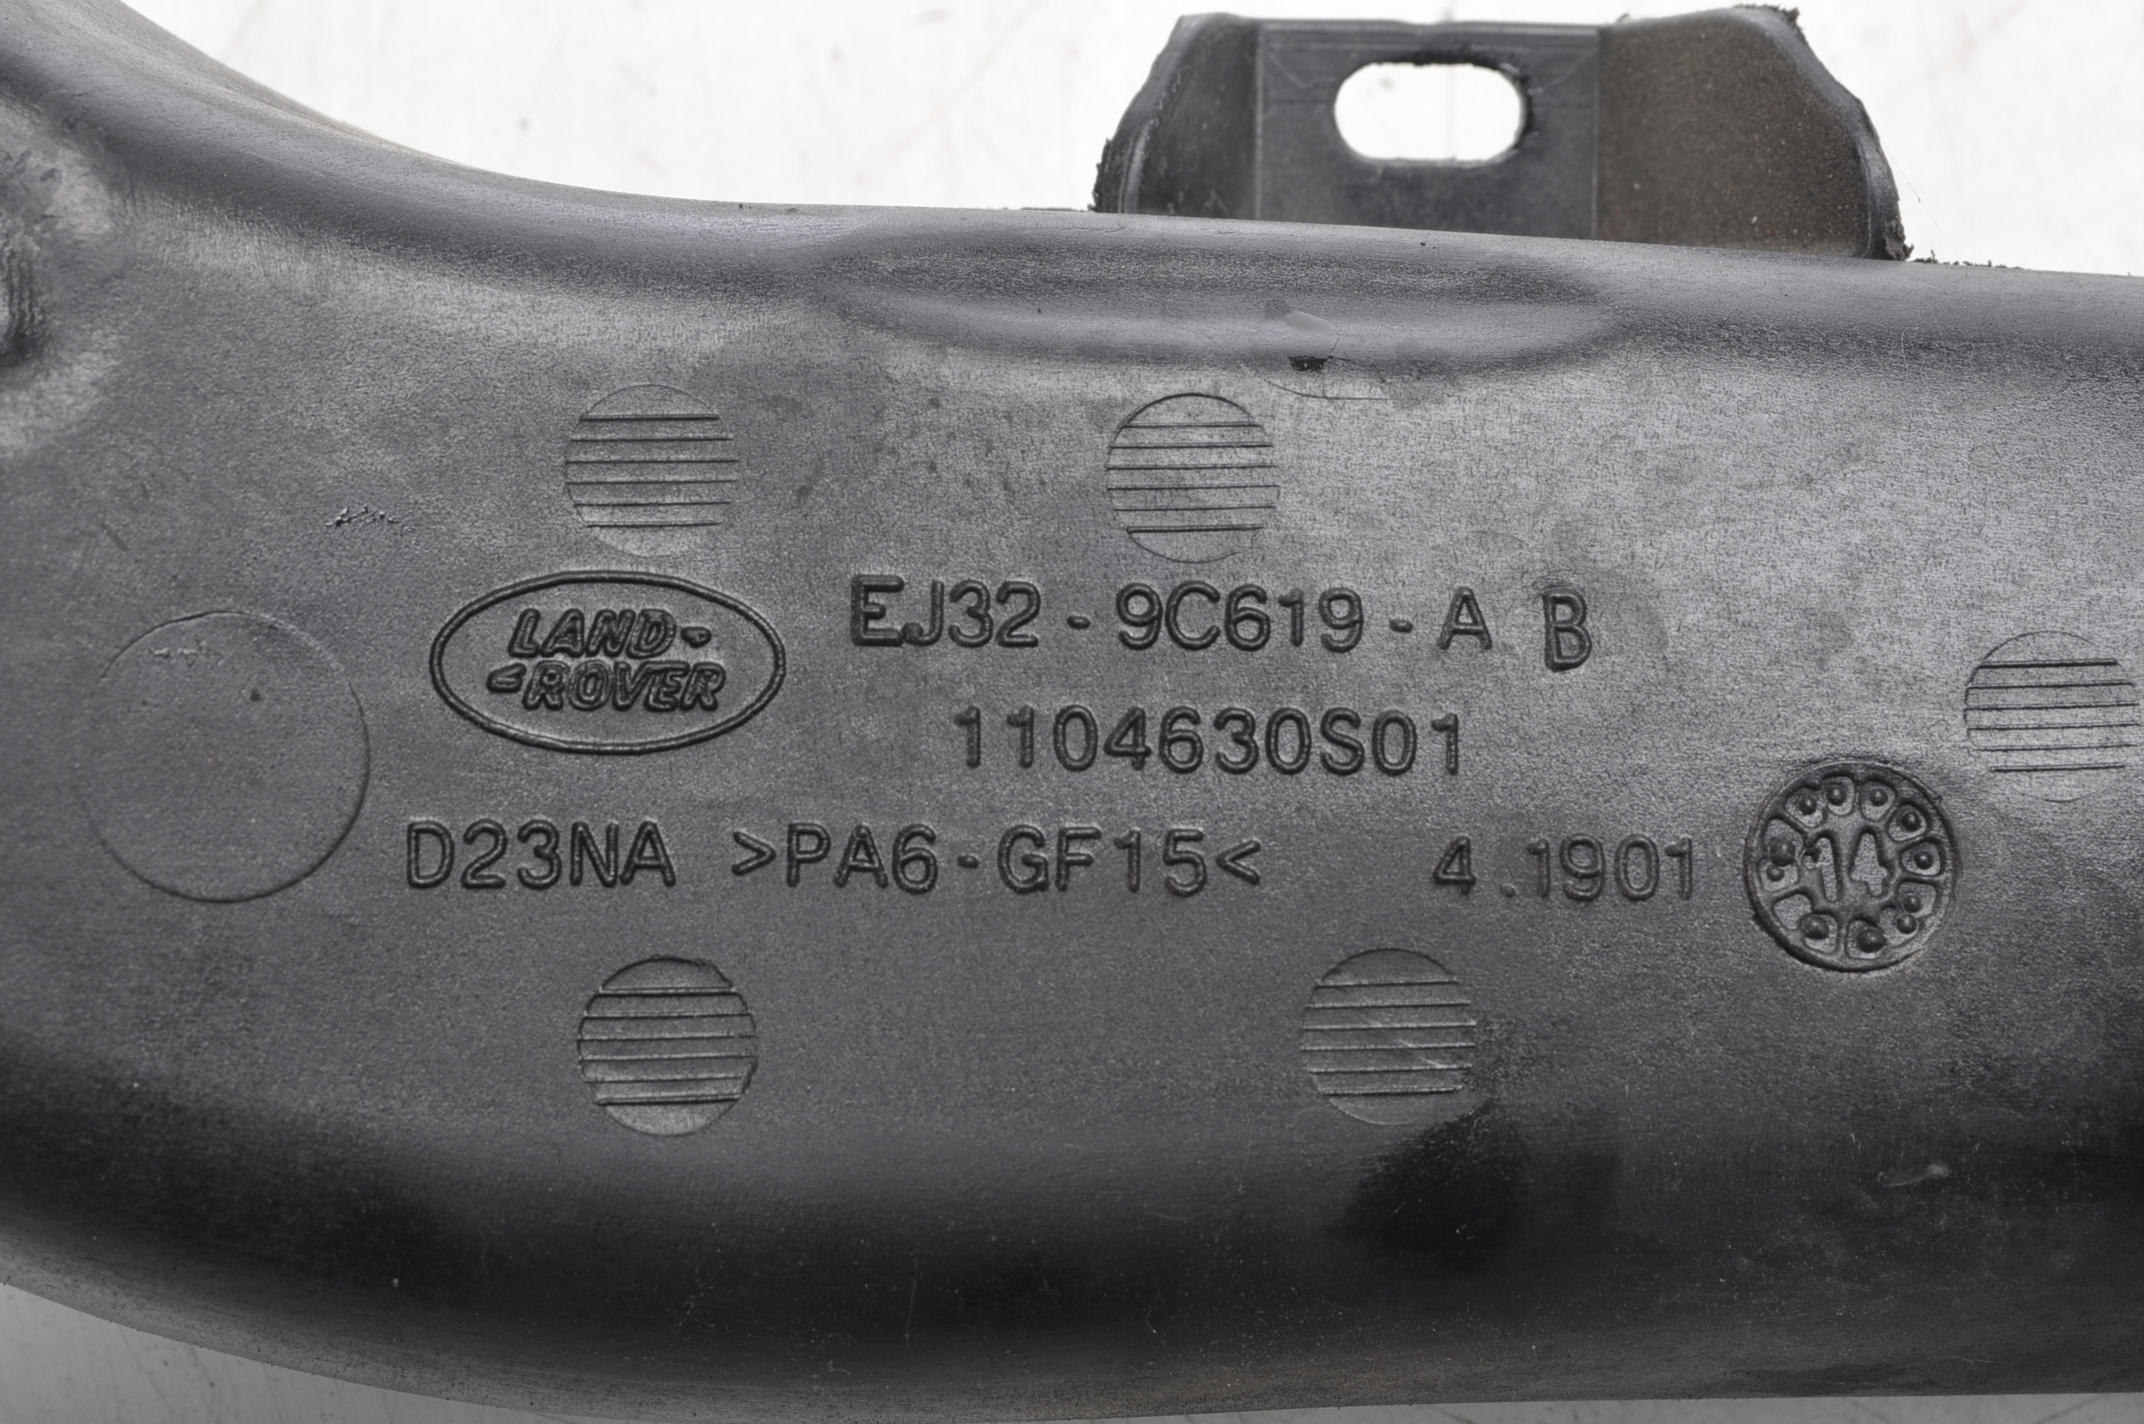 LAND-
ROVER
EJ32-9C619-A B
1104630S01
D23NA >PA6-GF15< 4.1901
14